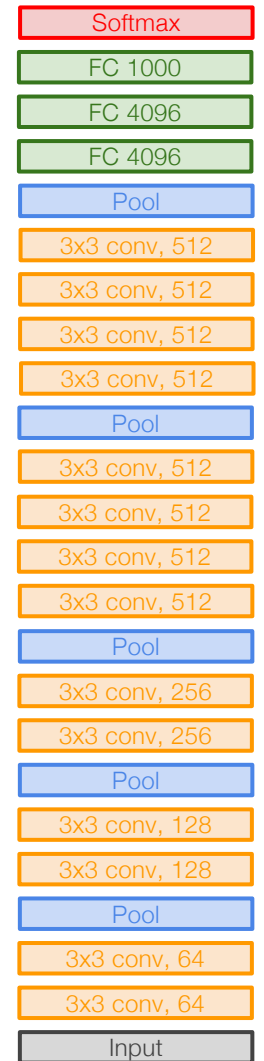 Softmax
FC 1000
FC 4096
FC 4096
Pool
3x3 conv, 512
3x3 conv, 512
3x3 conv, 512
3x3 conv, 512
Pool
3x3 conv, 512
3x3 conv, 512
3x3 conv, 512
3x3 conv, 512
Pool
3x3 conv, 256
3x3 conv, 256
Pool
3x3 conv, 128
3x3 conv, 128
Pool
3x3 conv, 64
3x3 conv, 64
Input